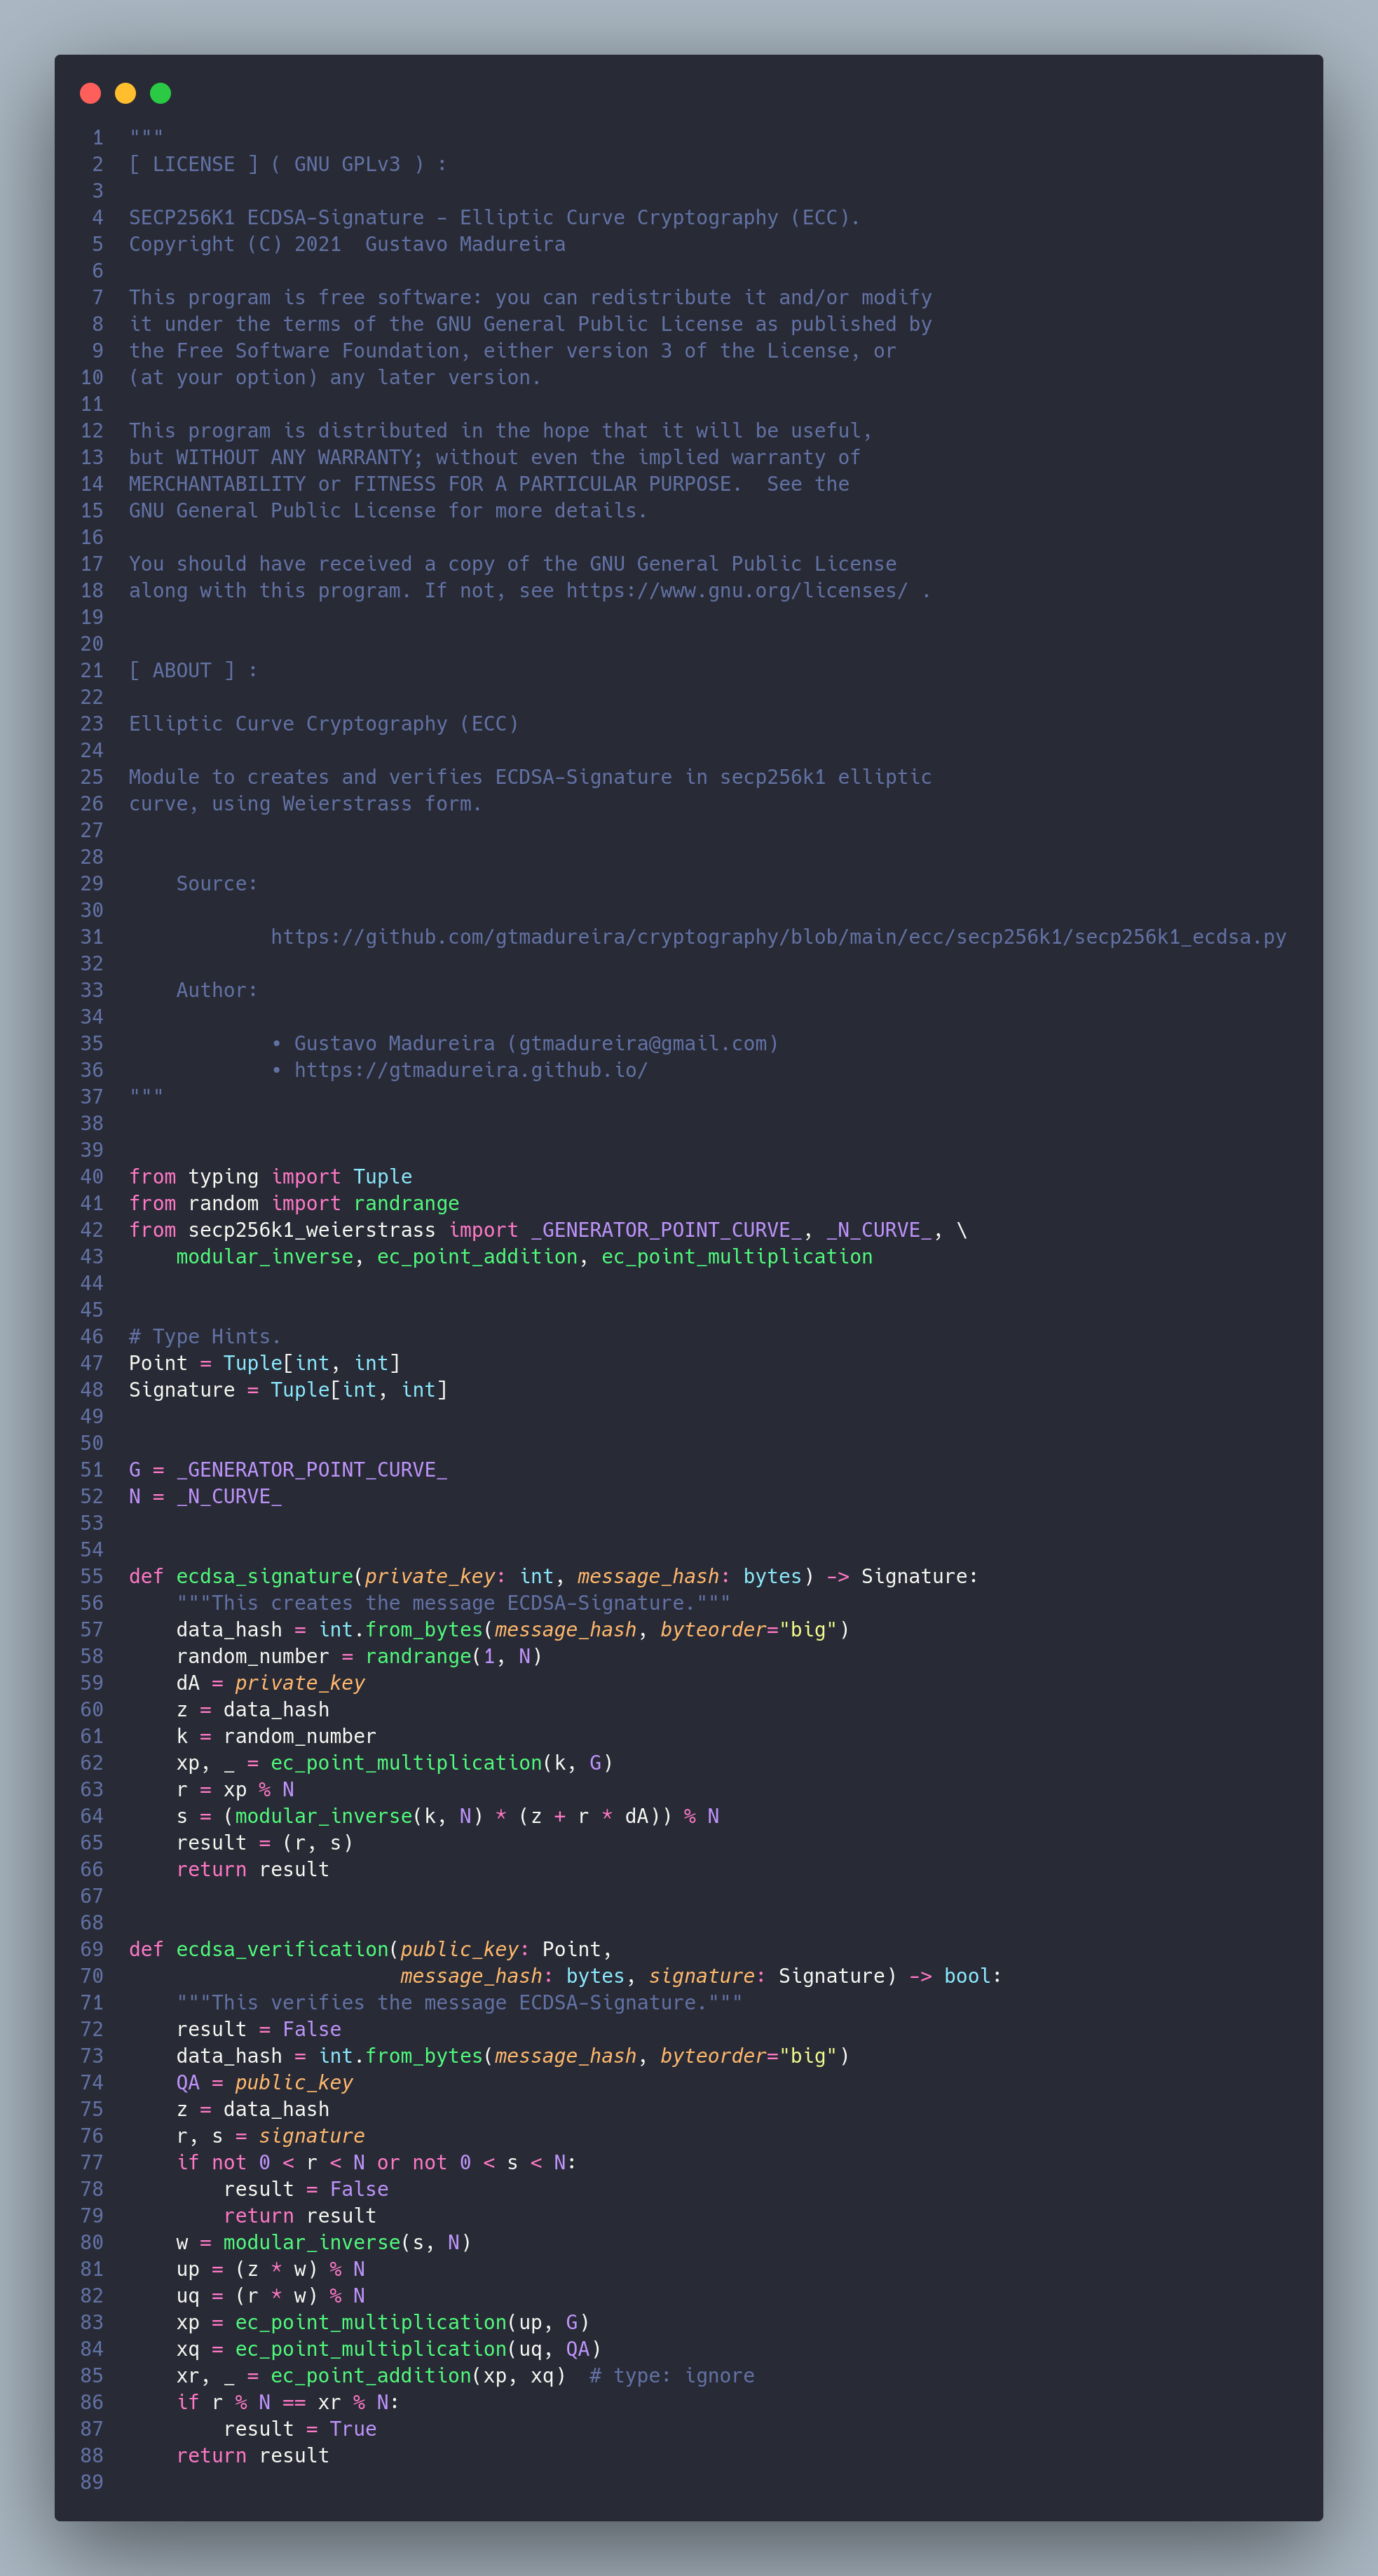 1 """
2 [ LICENSE ] ( GNU GPLv3 ) :
3
4 SECP256K1 ECDSA-Signature - Elliptic Curve Cryptography (ECC).
5 Copyright (C) 2021  Gustavo Madureira
6
7 This program is free software: you can redistribute it and/or modify
8 it under the terms of the GNU General Public License as published by
9 the Free Software Foundation, either version 3 of the License, or
10 (at your option) any later version.
11
12 This program is distributed in the hope that it will be useful,
13 but WITHOUT ANY WARRANTY; without even the implied warranty of
14 MERCHANTABILITY or FITNESS FOR A PARTICULAR PURPOSE.  See the
15 GNU General Public License for more details.
16
17 You should have received a copy of the GNU General Public License
18 along with this program. If not, see https://www.gnu.org/licenses/ .
19
20
21 [ ABOUT ] :
22
23 Elliptic Curve Cryptography (ECC)
24
25 Module to creates and verifies ECDSA-Signature in secp256k1 elliptic
26 curve, using Weierstrass form.
27
28
29     Source:
30
31             https://github.com/gtmadureira/cryptography/blob/main/ecc/secp256k1/secp256k1_ecdsa.py
32
33     Author:
34
35             • Gustavo Madureira (gtmadureira@gmail.com)
36             • https://gtmadureira.github.io/
37 """
38
39
40 from typing import Tuple
41 from random import randrange
42 from secp256k1_weierstrass import _GENERATOR_POINT_CURVE_, _N_CURVE_, \
43     modular_inverse, ec_point_addition, ec_point_multiplication
44
45
46 # Type Hints.
47 Point = Tuple[int, int]
48 Signature = Tuple[int, int]
49
50
51 G = _GENERATOR_POINT_CURVE_
52 N = _N_CURVE_
53
54
55 def ecdsa_signature(private_key: int, message_hash: bytes) -> Signature:
56     """This creates the message ECDSA-Signature."""
57     data_hash = int.from_bytes(message_hash, byteorder="big")
58     random_number = randrange(1, N)
59     dA = private_key
60     z = data_hash
61     k = random_number
62     xp, _ = ec_point_multiplication(k, G)
63     r = xp % N
64     s = (modular_inverse(k, N) * (z + r * dA)) % N
65     result = (r, s)
66     return result
67
68
69 def ecdsa_verification(public_key: Point,
70                        message_hash: bytes, signature: Signature) -> bool:
71     """This verifies the message ECDSA-Signature."""
72     result = False
73     data_hash = int.from_bytes(message_hash, byteorder="big")
74     QA = public_key
75     z = data_hash
76     r, s = signature
77     if not 0 < r < N or not 0 < s < N:
78         result = False
79         return result
80     w = modular_inverse(s, N)
81     up = (z * w) % N
82     uq = (r * w) % N
83     xp = ec_point_multiplication(up, G)
84     xq = ec_point_multiplication(uq, QA)
85     xr, _ = ec_point_addition(xp, xq)  # type: ignore
86     if r % N == xr % N:
87         result = True
88     return result
89